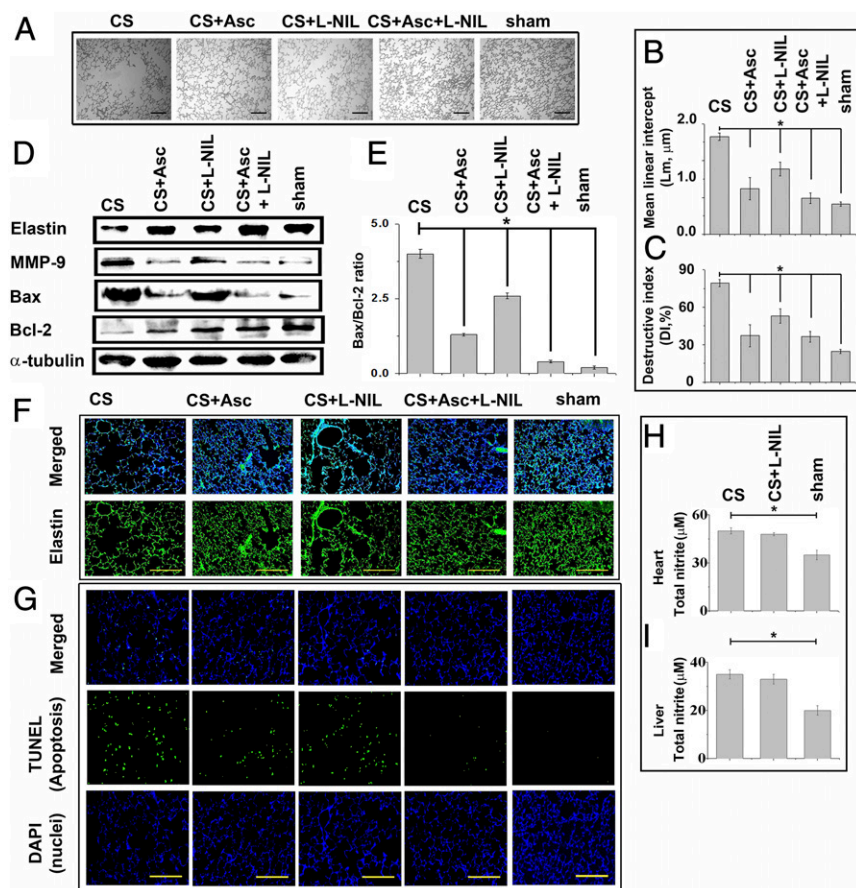 A
CS CS+Asc CS+L-NIL CS+Asc+L-NIL sham
B
CS
CS+Asc
CS+L-NIL
CS+Asc
+L-NIL
sham
*
2.0
1.0
0.0
Mean linear intercept
(Lm, μm)
C
*
90
60
30
0
Destructive index
(DI,%)
D
CS
CS+Asc
CS+L-NIL
CS+Asc
+ L-NIL
sham
Elastin
MMP-9
Bax
Bcl-2
α-tubulin
E
CS
CS+Asc
CS+L-NIL
CS+Asc
+ L-NIL
sham
*
5.0
2.5
0.0
Bax/Bcl-2 ratio
F
CS CS+Asc CS+L-NIL CS+Asc+L-NIL sham
Merged
Elastin
G
Merged
TUNEL
(Apoptosis)
DAPI
(nuclei)
H
CS
CS+L-NIL
sham
*
60
30
0
Heart
Total nitrite(μM)
I
*
40
20
0
Liver
Total nitrite(μM)